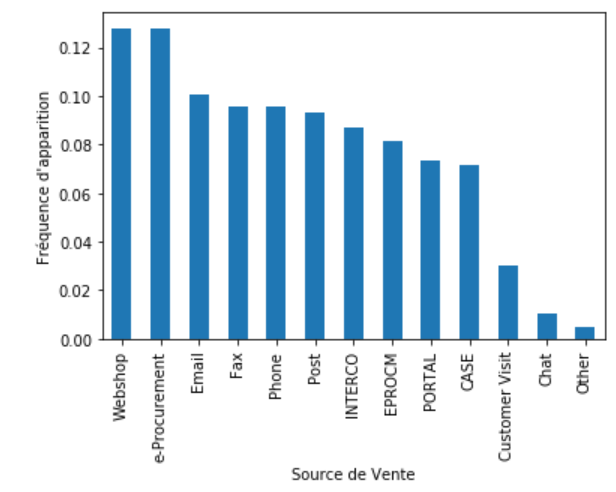 Fréquence d'apparition
0.12
0.10
0.08
0.06
0.04
0.02
0.00
Webshop
e-Procurement
Email
Fax
Phone
Post
INTERCO
EPROCM
PORTAL
CASE
Customer Visit
Chat
Other
Source de Vente